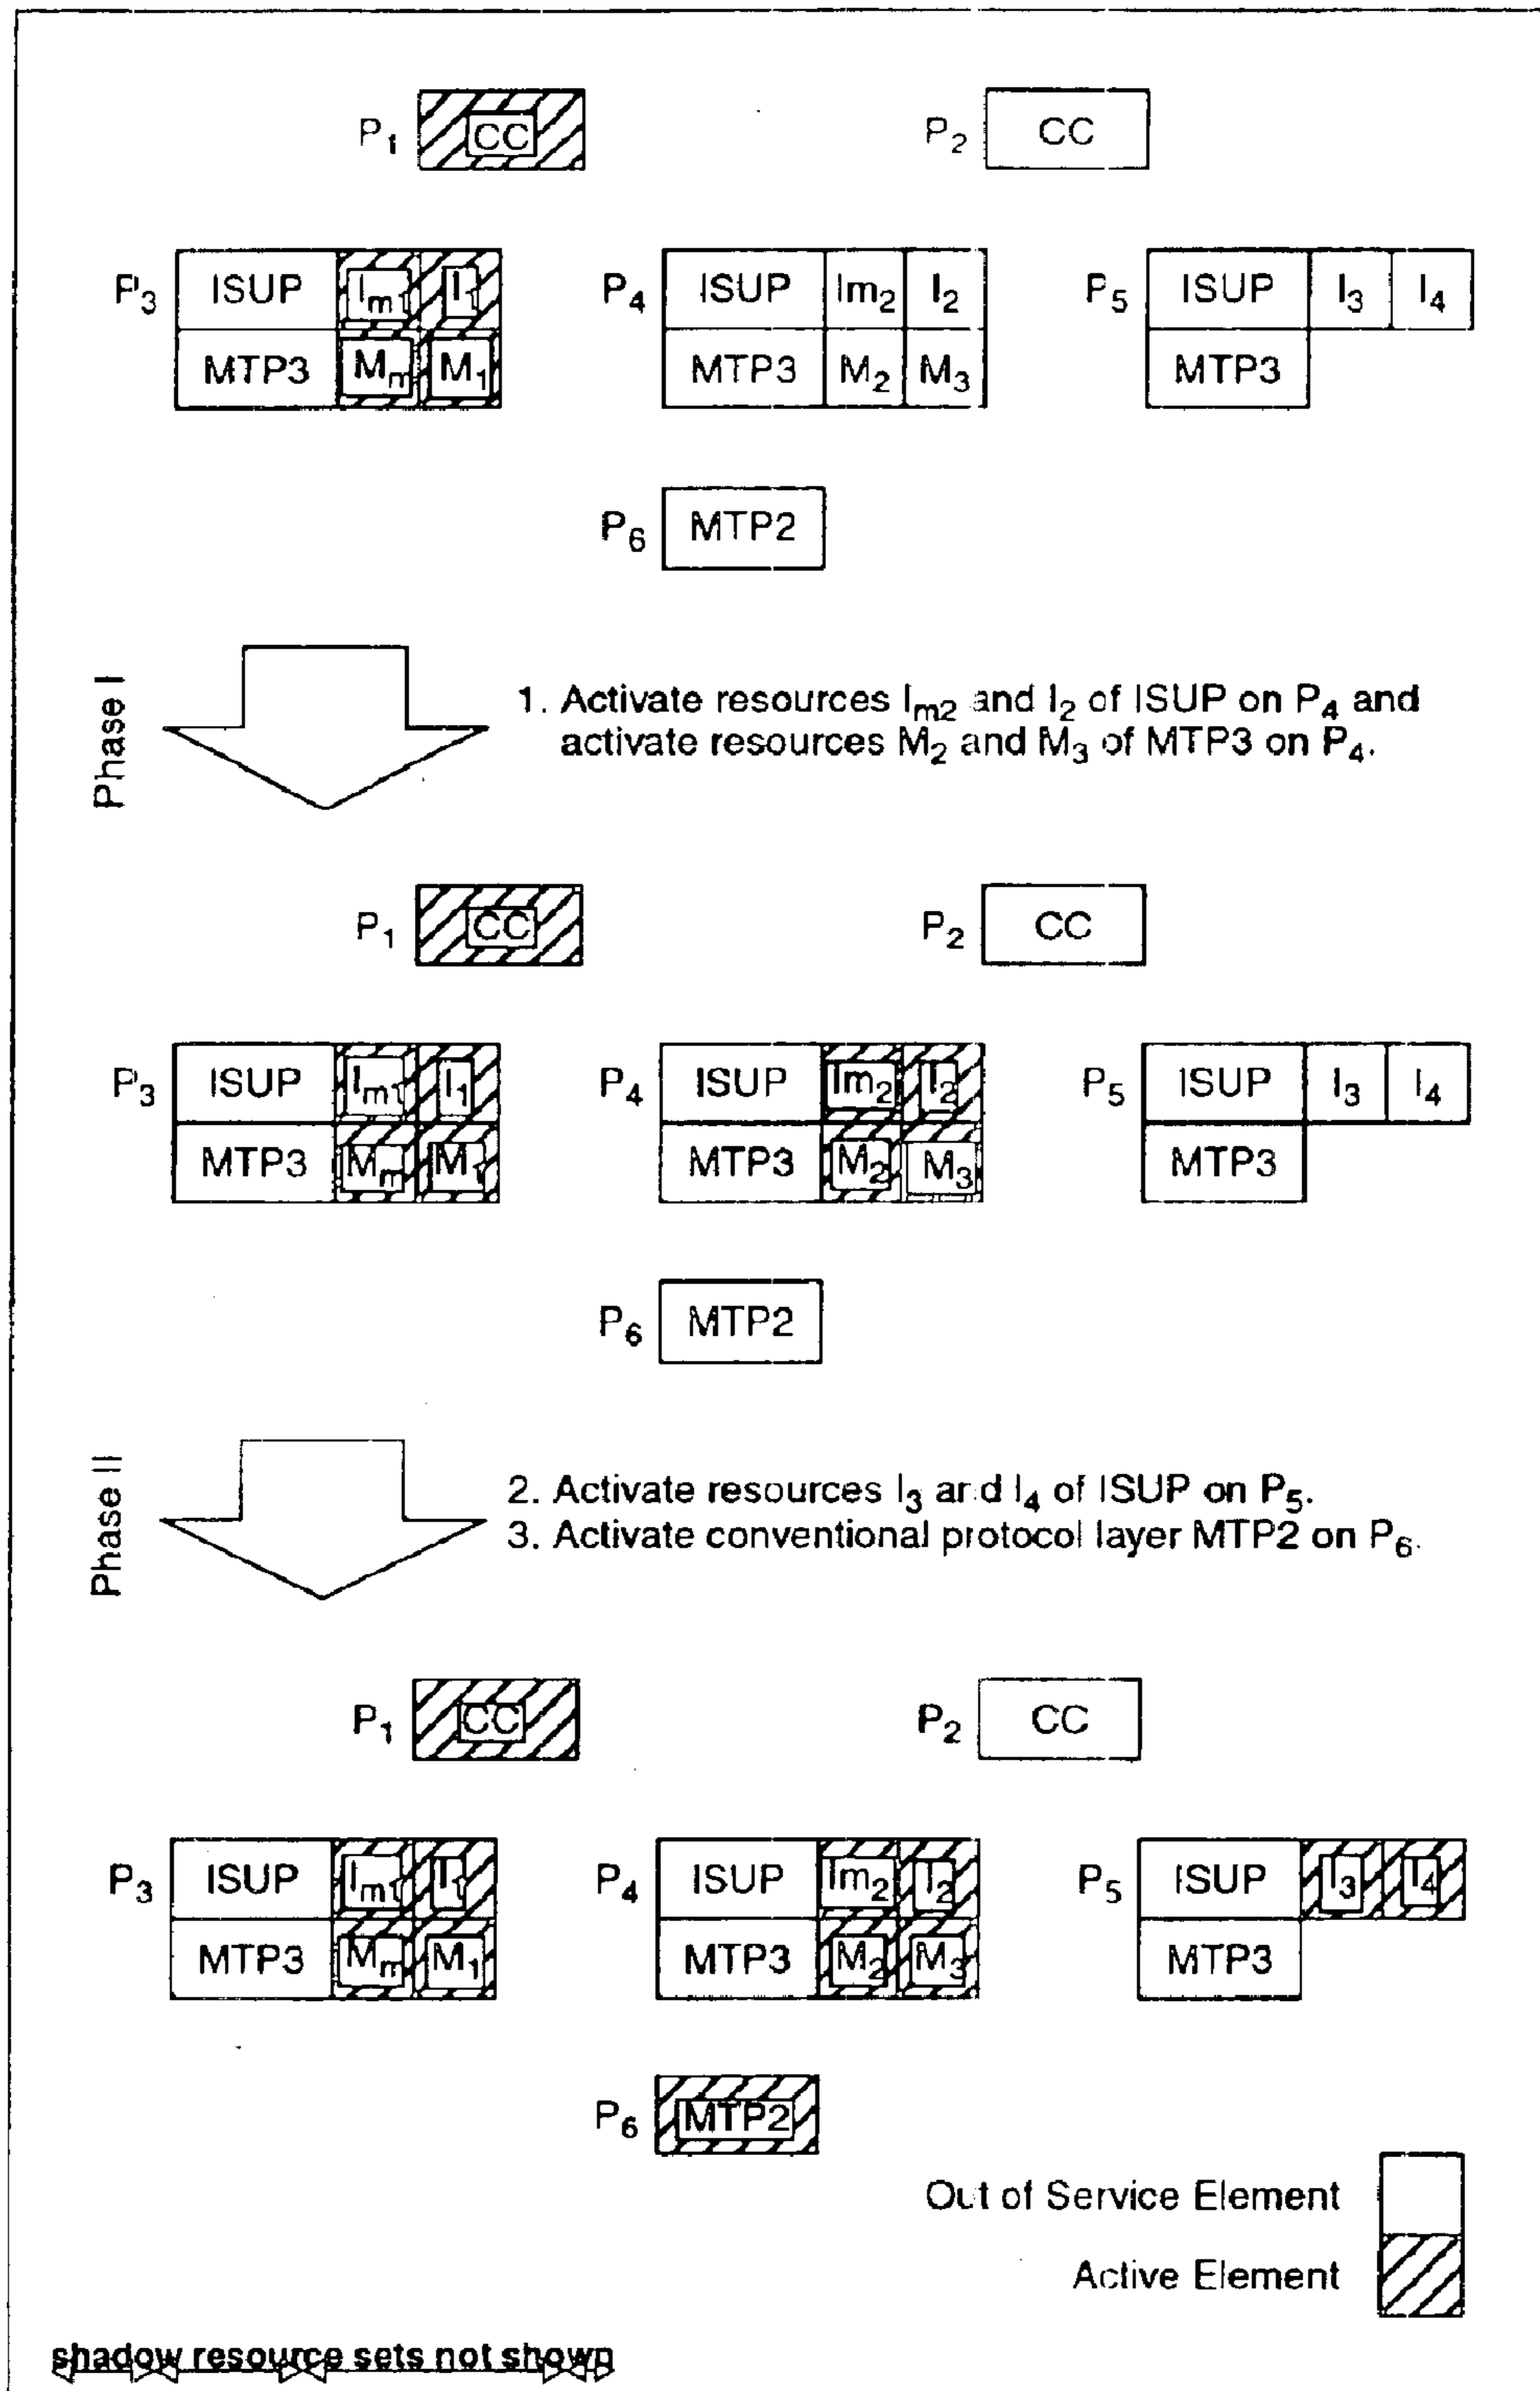 P1 CC P2 CC
P3 ISUP Im1 I1 P4 ISUP Im2 I2 P5 ISUP I3 I4
MTP3 Mm M1 MTP3 M2 M3 MTP3
P6 MTP2
Phase I
1. Activate resources Im2 and I2 of ISUP on P4 and
activate resources M2 and M3 of MTP3 on P4.
P1 CC P2 CC
P3 ISUP Im1 I1 P4 ISUP Im2 I2 P5 ISUP I3 I4
MTP3 Mm M1 MTP3 M2 M3 MTP3
P6 MTP2
Phase II
2. Activate resources I3 and I4 of ISUP on P5.
3. Activate conventional protocol layer MTP2 on P6.
P1 CC P2 CC
P3 ISUP Im1 I1 P4 ISUP Im2 I2 P5 ISUP I3 I4
MTP3 Mm M1 MTP3 M2 M3 MTP3
P6 MTP2
Out of Service Element
Active Element
shadow resource sets not shown